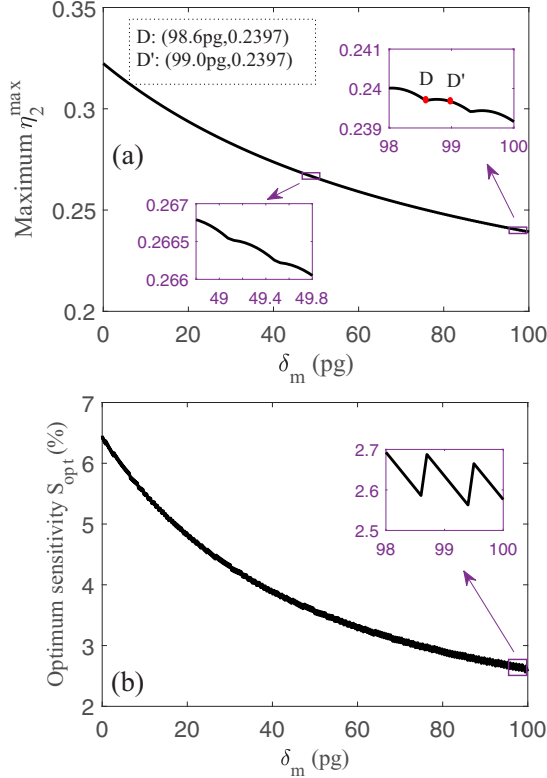 0.35
D: (98.6pg,0.2397)
D': (99.0pg,0.2397)
0.241
0.24
0.239
D D'
98 99 100
0.3
Maximum η₂ᵐᵃˣ
(a)
0.25
0.267
0.2665
0.266
49 49.4 49.8
0.2
0 20 40 60 80 100
δₘ (pg)
7
6
5
4
3
2
Optimum sensitivity Sₒₚₜ (%)
2.7
2.6
2.5
98 99 100
(b)
0 20 40 60 80 100
δₘ (pg)